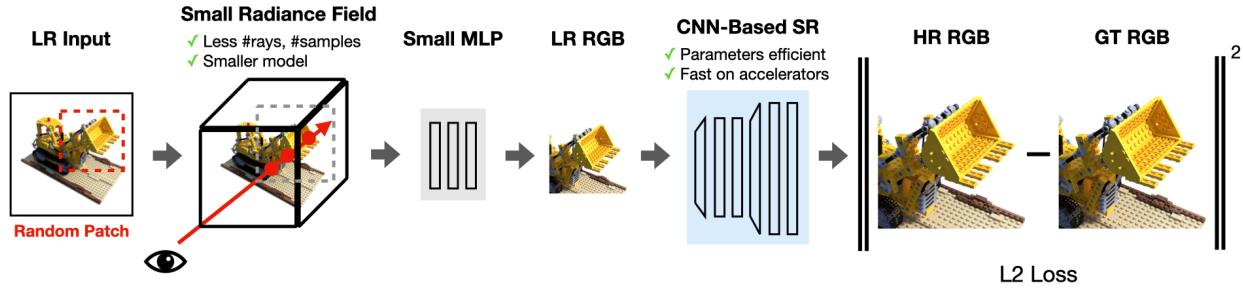 LR Input
Small Radiance Field
✓ Less #rays, #samples
✓ Smaller model
Small MLP
LR RGB
CNN-Based SR
✓ Parameters efficient
✓ Fast on accelerators
HR RGB
GT RGB
2
Random Patch
L2 Loss